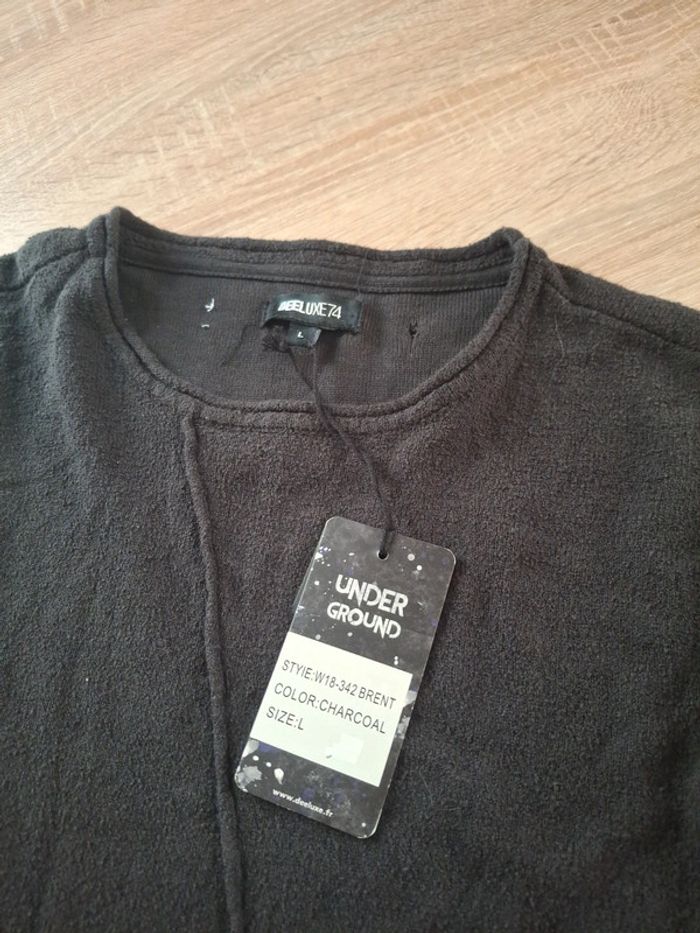 DEELUXE74
L
UNDER
GROUND
STYIE:W18-342 BRENT
COLOR:CHARCOAL
SIZE:L
www.deeluxe.fr